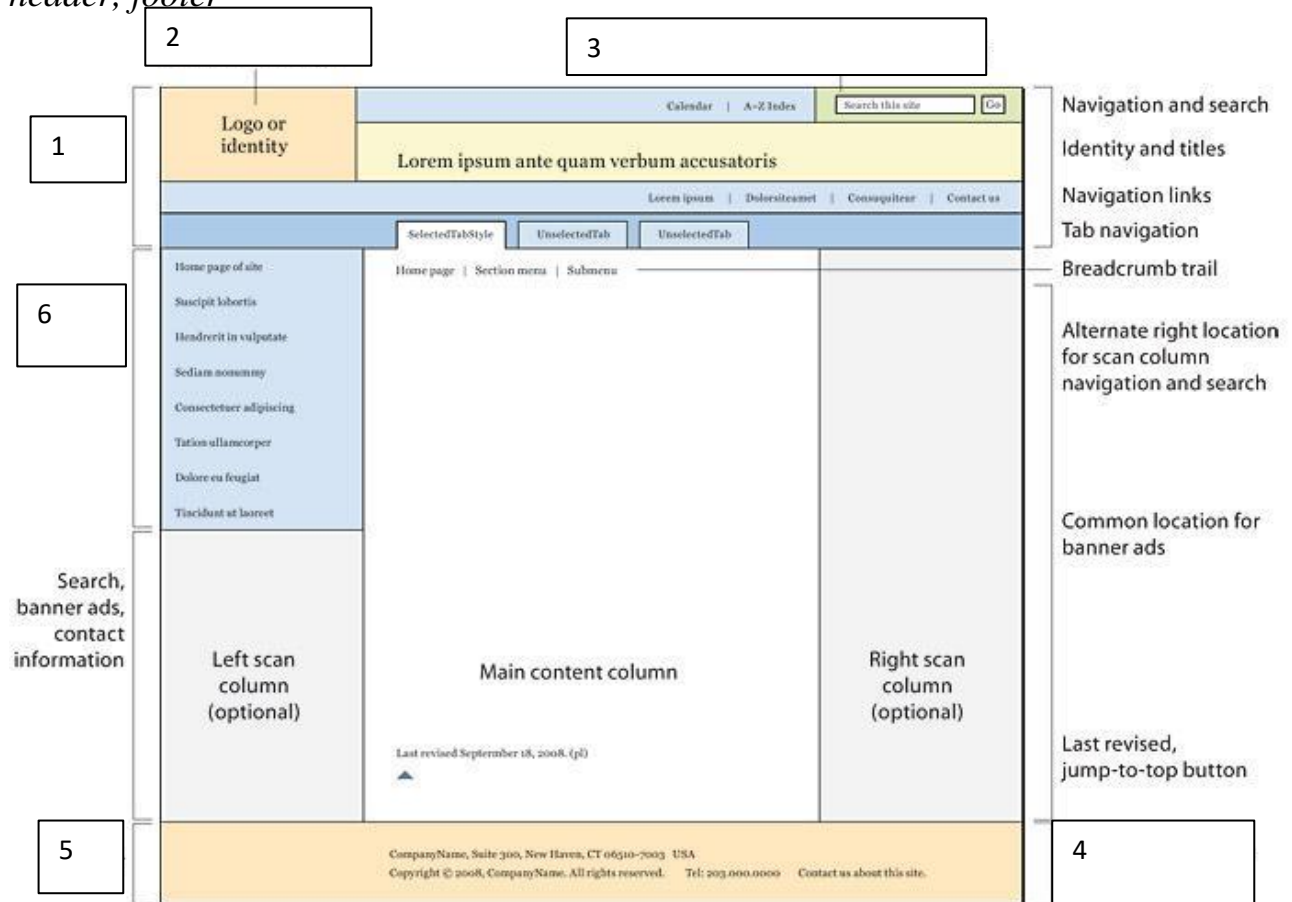 header, footer
2
3
Calendar | A-Z Index
Search this site
Go
Navigation and search
Logo or
identity
1
Lorem ipsum ante quam verbum accusatoris
Identity and titles
Lorem ipsum | Dolorsiteamet | Consequiteur | Contact us
Navigation links
SelectedTabStyle
UnselectedTab
UnselectedTab
Tab navigation
Home page of site
Home page | Section menu | Submenu
Breadcrumb trail
Suscipit lobortis
6
Hendrerit in vulputate
Alternate right location
for scan column
navigation and search
Sediam nonummy
Consectetuer adipiscing
Tation ullamcorper
Dolore eu feugiat
Tincidunt ut laoreet
Common location for
banner ads
Search,
banner ads,
contact
information
Left scan
column
(optional)
Main content column
Right scan
column
(optional)
Last revised Septermber 18, 2008. (pl)
Last revised,
jump-to-top button
5
CompanyName, Suite 300, New Haven, CT 06510-7003 USA
Copyright © 2008, CompanyName. All rights reserved. Tel: 203.000.0000 Contact us about this site.
4